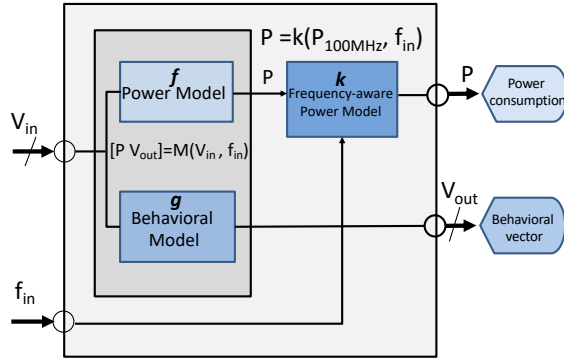 P =k(P100MHz, fin)
f
Power Model
P
k
Frequency-aware
Power Model
P
Power
consumption
Vin
[P Vout]=M(Vin , fin)
g
Behavioral
Model
Vout
Behavioral
vector
fin